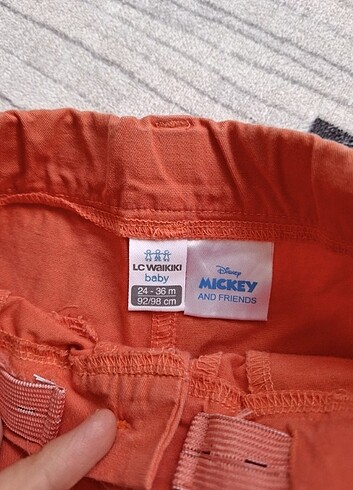 LC WAIKIKI
baby
24 - 36 m
92/98 cm
Disney
MICKEY
AND FRIENDS